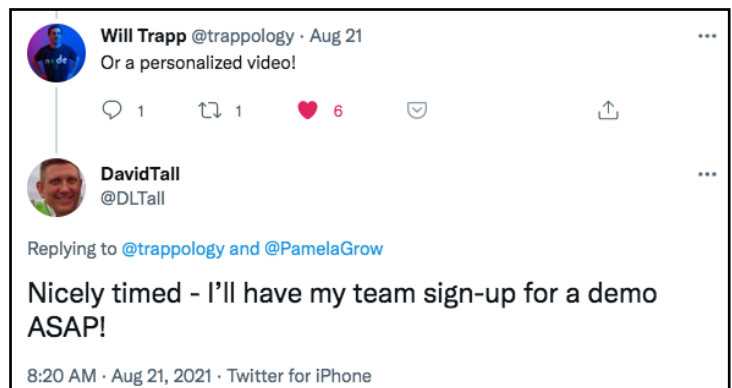 Will Trapp @trappology · Aug 21
Or a personalized video!
1 1 6
DavidTall
@DLTall
Replying to @trappology and @PamelaGrow
Nicely timed - I’ll have my team sign-up for a demo
ASAP!
8:20 AM · Aug 21, 2021 · Twitter for iPhone